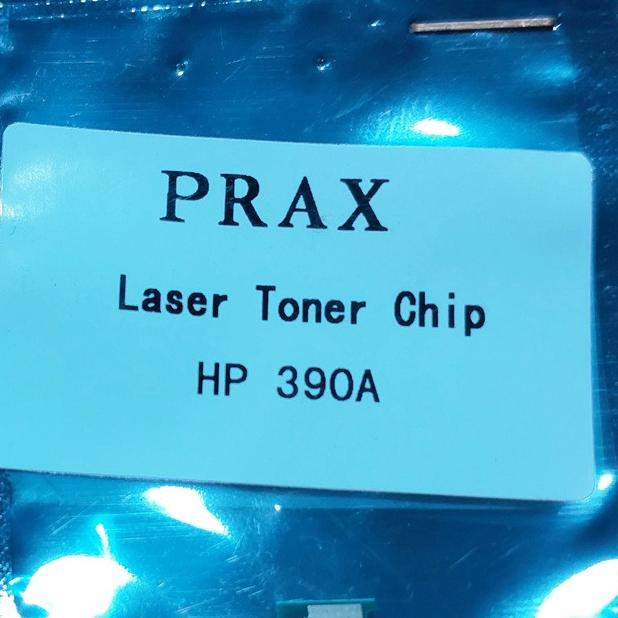 PRAX
Laser Toner Chip
HP 390A